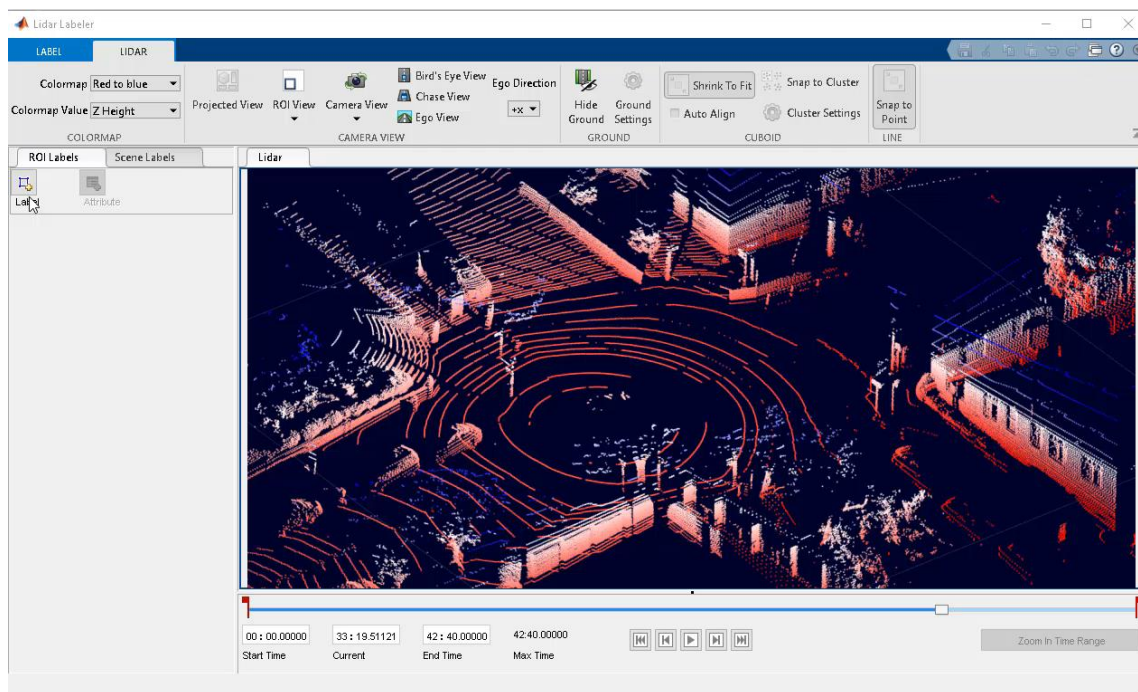 Lidar Labeler
LABEL LIDAR
Colormap Red to blue
Colormap Value Z Height
COLORMAP
Projected View ROI View Camera View
Bird's Eye View
Chase View
Ego View
Ego Direction
+x
CAMERA VIEW
Hide Ground
Ground Settings
GROUND
Shrink To Fit Snap to Cluster
Auto Align Cluster Settings
CUBOID
Snap to Point
LINE
ROI Labels Scene Labels
Label Attribute
Lidar
00 : 00.00000 33 : 19.51121 42 : 40.00000 42:40.00000
Start Time Current End Time Max Time
Zoom In Time Range